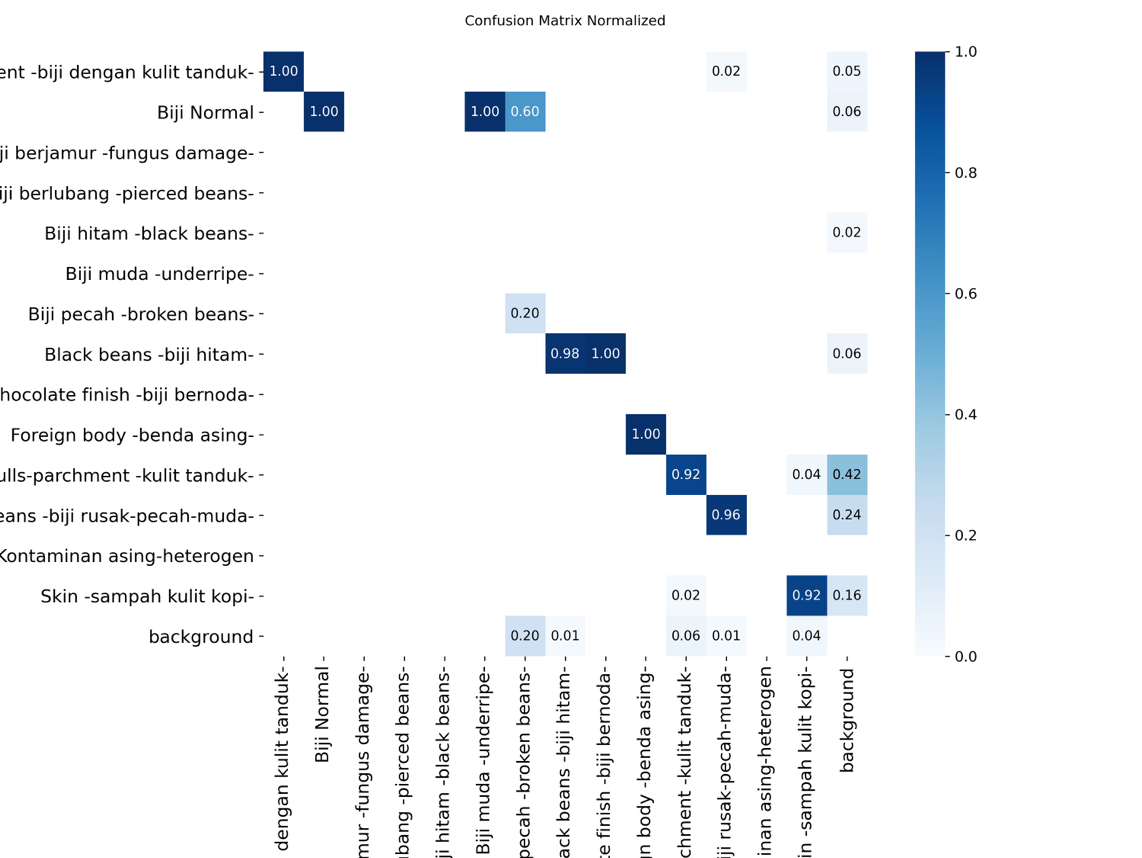 Confusion Matrix Normalized
ent -biji dengan kulit tanduk-
1.00
0.02
0.05
1.0
Biji Normal
1.00
1.00
0.60
0.06
ji berjamur -fungus damage-
iji berlubang -pierced beans-
0.8
Biji hitam -black beans-
0.02
Biji muda -underripe-
0.6
Biji pecah -broken beans-
0.20
Black beans -biji hitam-
0.98
1.00
0.06
hocolate finish -biji bernoda-
0.4
Foreign body -benda asing-
1.00
ulls-parchment -kulit tanduk-
0.92
0.04
0.42
eans -biji rusak-pecah-muda-
0.96
0.24
0.2
Kontaminan asing-heterogen
Skin -sampah kulit kopi-
0.02
0.92
0.16
background
0.20
0.01
0.06
0.01
0.04
0.0
dengan kulit tanduk-
Biji Normal
mur -fungus damage-
bang -pierced beans-
ji hitam -black beans-
Biji muda -underripe-
pecah -broken beans-
ack beans -biji hitam-
te finish -biji bernoda-
gn body -benda asing-
chment -kulit tanduk-
iji rusak-pecah-muda-
inan asing-heterogen
in -sampah kulit kopi-
background